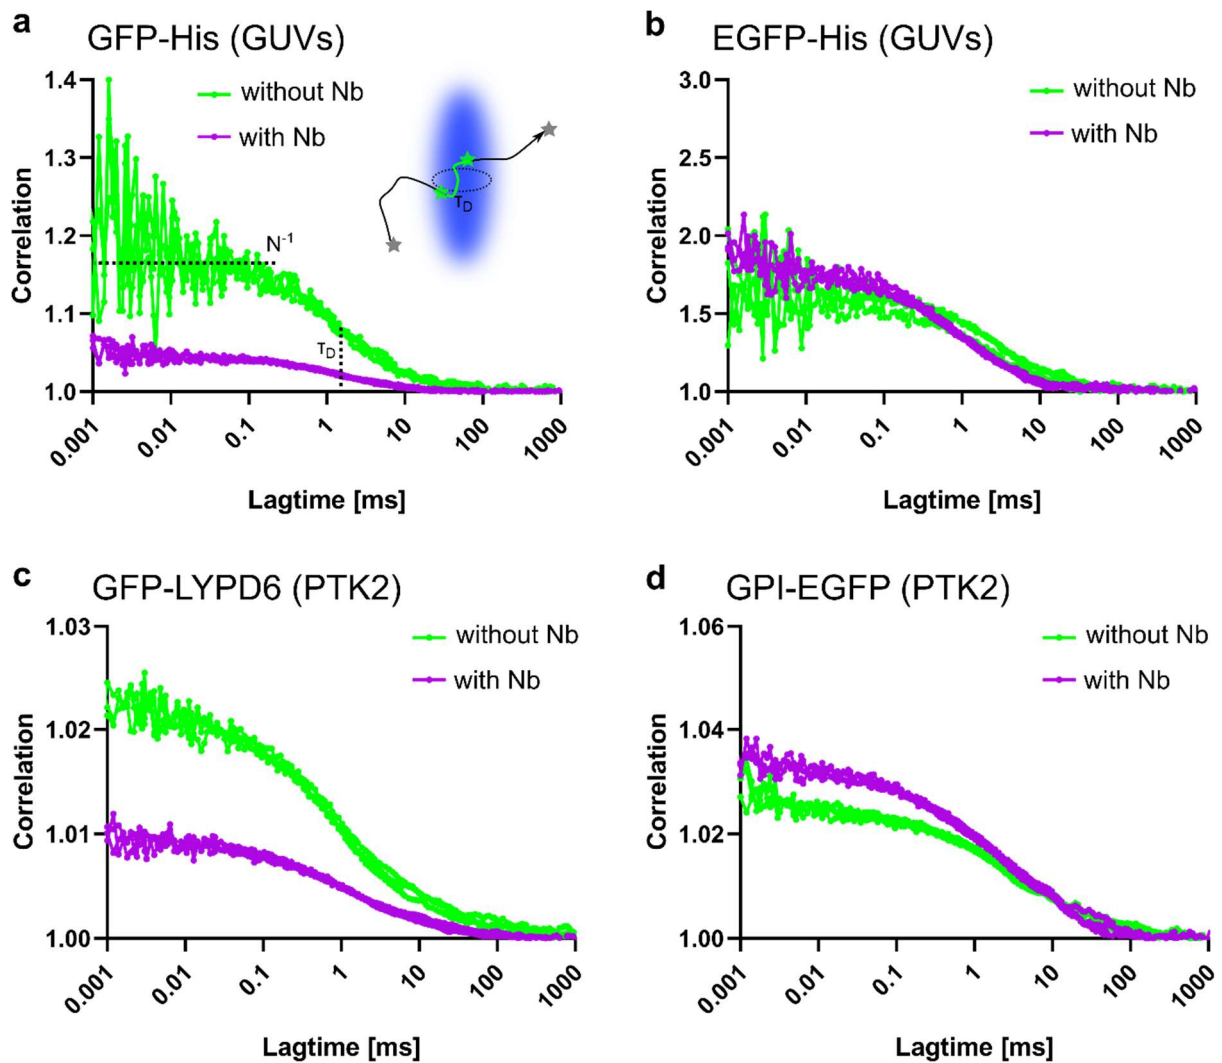 a
GFP-His (GUVs)
1.4
1.3
1.2
1.1
1.0
Correlation
without Nb
with Nb
N-1
τD
τD
0.001
0.01
0.1
1
10
100
1000
Lagtime [ms]
b
EGFP-His (GUVs)
3.0
2.5
2.0
1.5
1.0
Correlation
without Nb
with Nb
0.001
0.01
0.1
1
10
100
1000
Lagtime [ms]
c
GFP-LYPD6 (PTK2)
1.03
1.02
1.01
1.00
Correlation
without Nb
with Nb
0.001
0.01
0.1
1
10
100
1000
Lagtime [ms]
d
GPI-EGFP (PTK2)
1.06
1.04
1.02
1.00
Correlation
without Nb
with Nb
0.001
0.01
0.1
1
10
100
1000
Lagtime [ms]